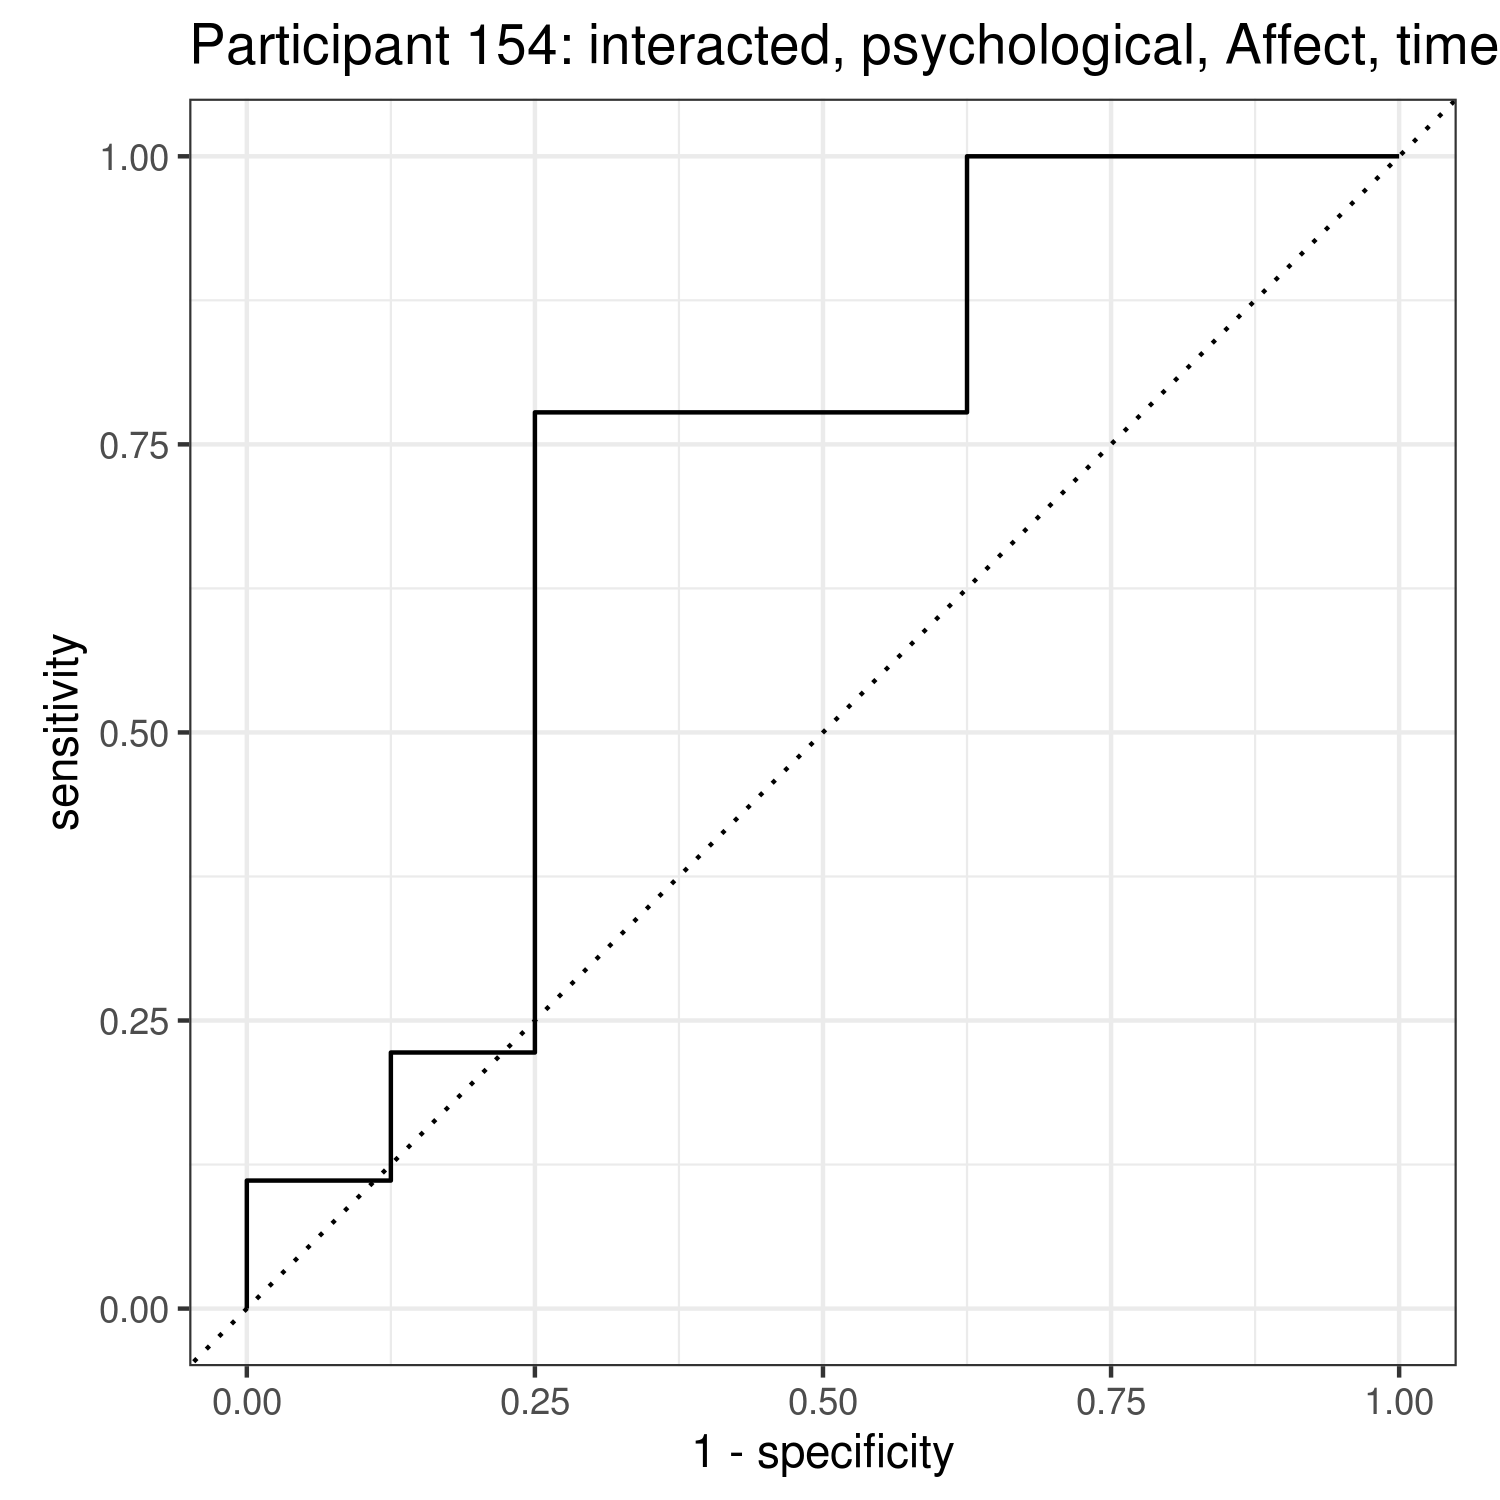 Participant 154: interacted, psychological, Affect, time
1.00
0.75
0.50
0.25
0.00
sensitivity
0.00 0.25 0.50 0.75 1.00
1 - specificity